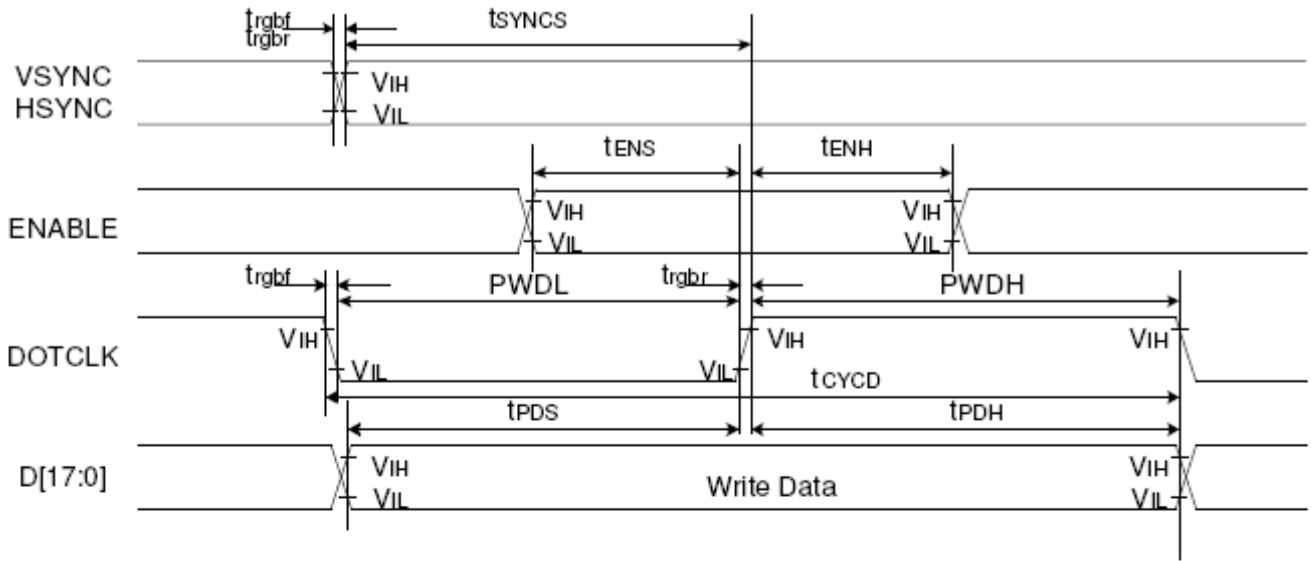 trgbf
trgbr
tSYNCS
VSYNC
HSYNC
VIH
VIL
tENS
tENH
ENABLE
VIH
VIL
VIH
VIL
trgbf
PWDL
trgbr
PWDH
DOTCLK
VIH
VIL
VIL
VIH
VIH
tCYCD
tPDS
tPDH
D[17:0]
VIH
VIL
Write Data
VIH
VIL